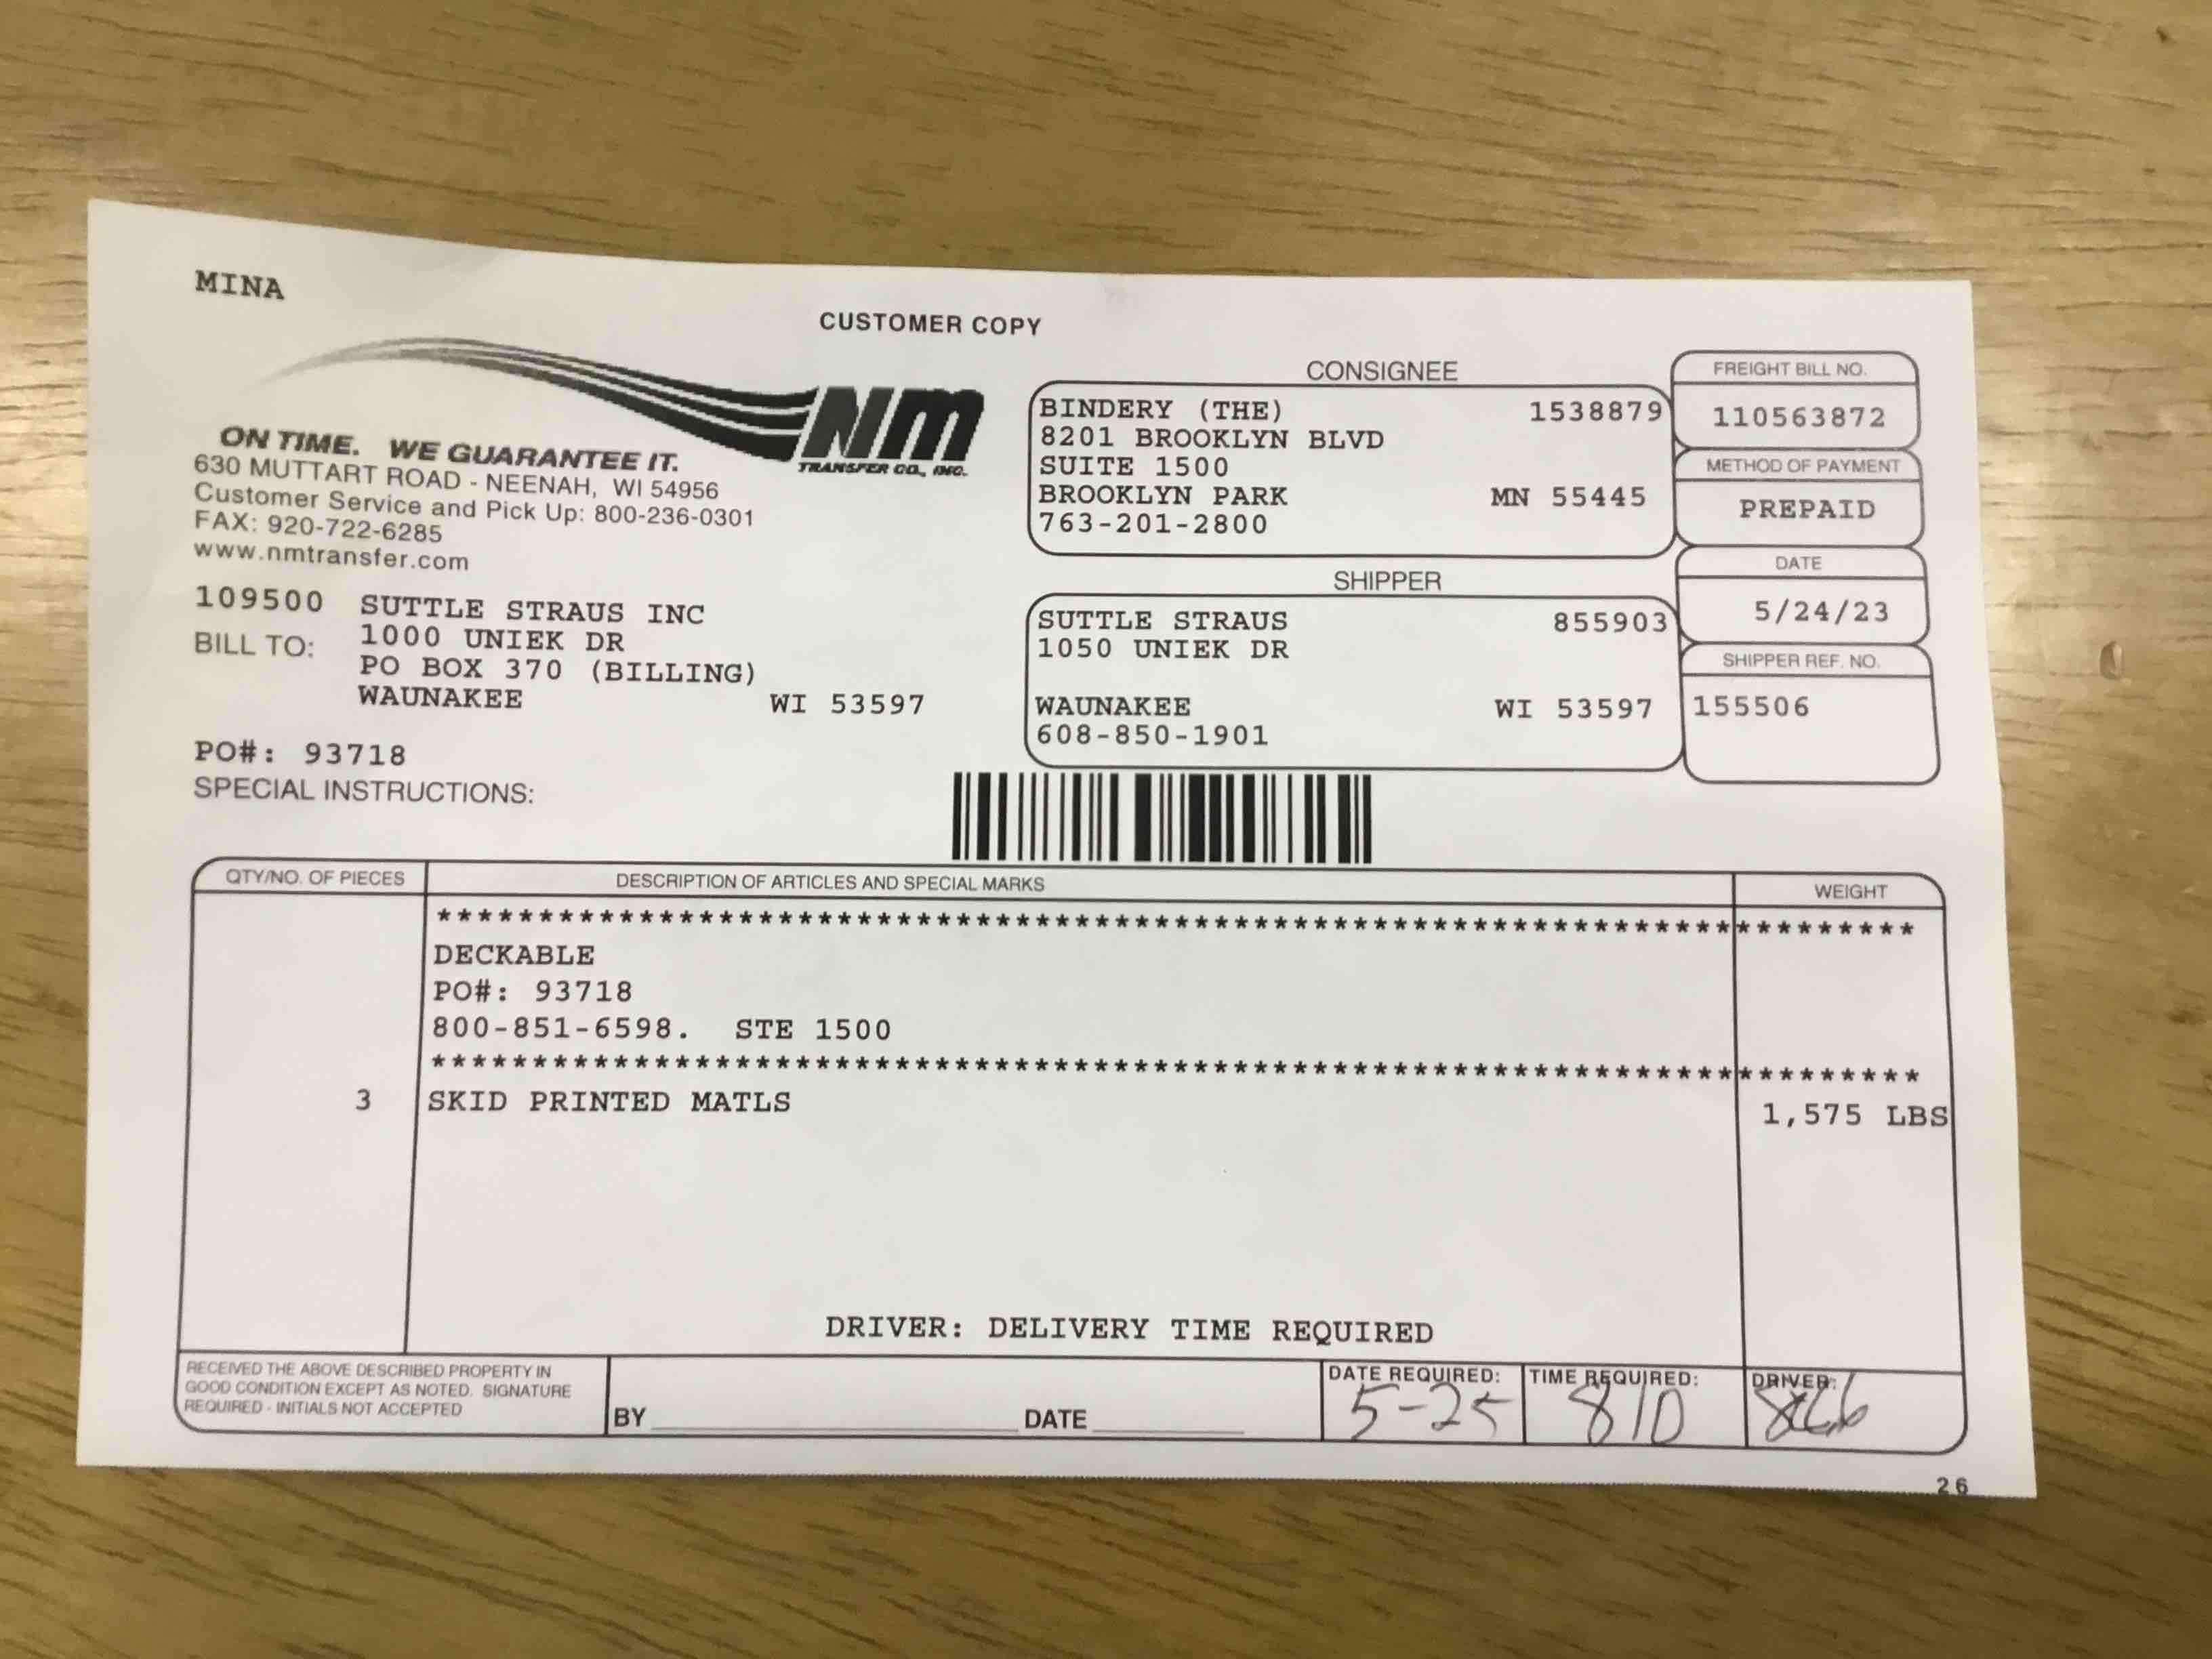 MINA
CUSTOMER COPY
NM
TRANSFER CO., INC.
ON TIME. WE GUARANTEE IT.
630 MUTTART ROAD - NEENAH, WI 54956
Customer Service and Pick Up: 800-236-0301
FAX: 920-722-6285
www.nmtransfer.com
109500 SUTTLE STRAUS INC
BILL TO: 1000 UNIEK DR
PO BOX 370 (BILLING)
WAUNAKEE WI 53597
PO#: 93718
SPECIAL INSTRUCTIONS:
CONSIGNEE
BINDERY (THE) 1538879
8201 BROOKLYN BLVD
SUITE 1500
BROOKLYN PARK MN 55445
763-201-2800
SHIPPER
SUTTLE STRAUS 855903
1050 UNIEK DR
WAUNAKEE WI 53597
608-850-1901
FREIGHT BILL NO.
110563872
METHOD OF PAYMENT
PREPAID
DATE
5/24/23
SHIPPER REF. NO.
155506
QTY/NO. OF PIECES DESCRIPTION OF ARTICLES AND SPECIAL MARKS WEIGHT
**************************************************************************
DECKABLE
PO#: 93718
800-851-6598. STE 1500
**************************************************************************
3 SKID PRINTED MATLS 1,575 LBS
DRIVER: DELIVERY TIME REQUIRED
RECEIVED THE ABOVE DESCRIBED PROPERTY IN
GOOD CONDITION EXCEPT AS NOTED. SIGNATURE
REQUIRED - INITIALS NOT ACCEPTED
BY DATE
DATE REQUIRED:
5-25
TIME REQUIRED:
810
DRIVER:
26